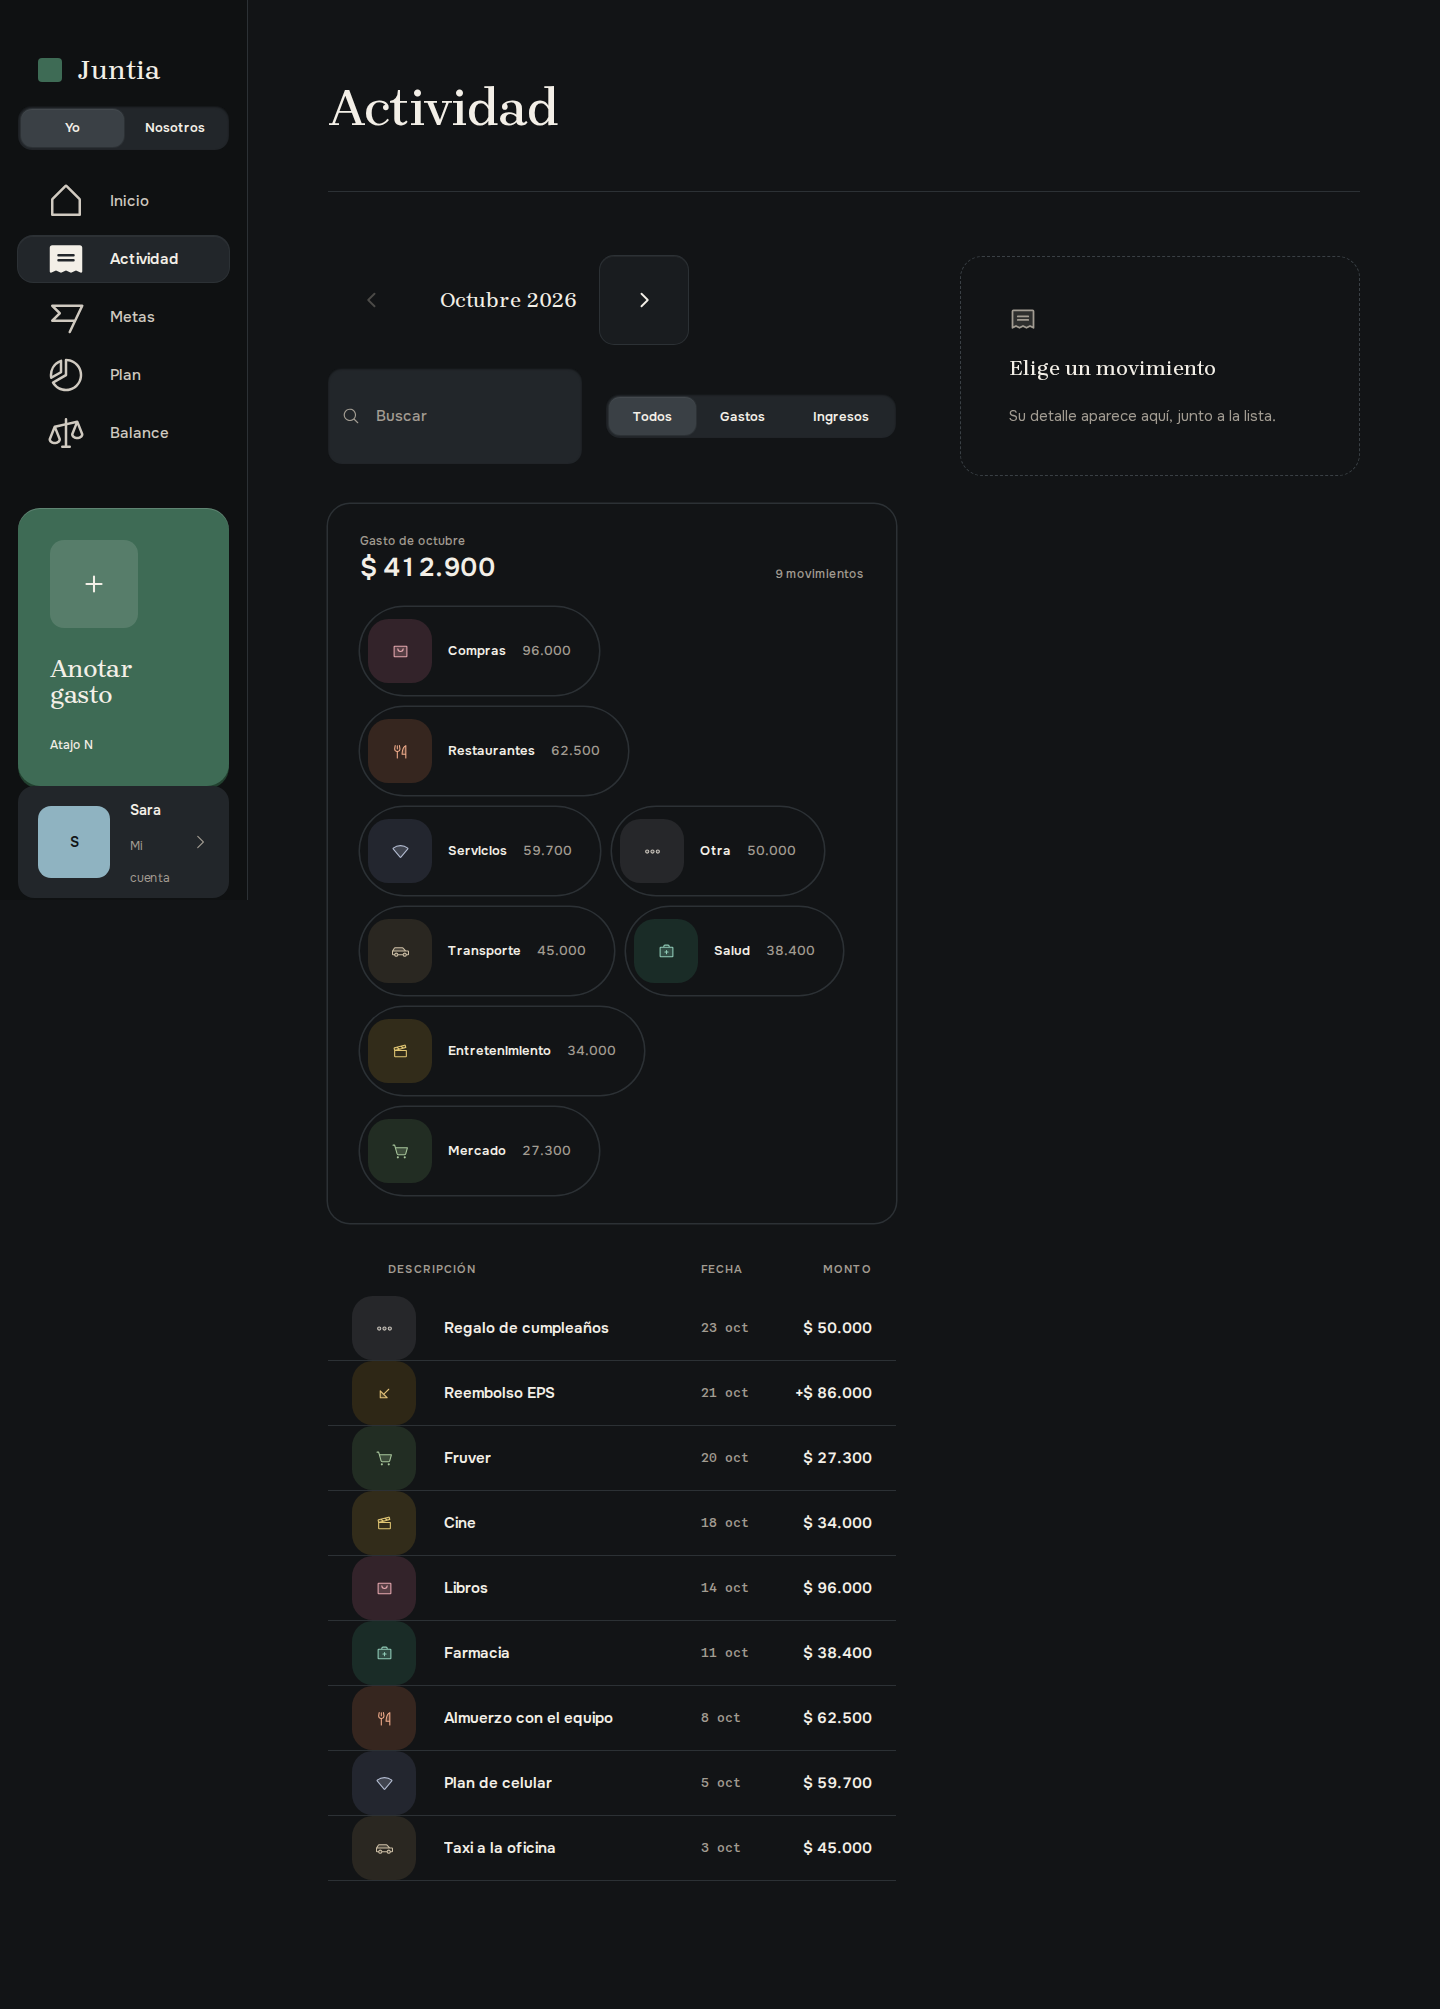 Juntia
Yo
Nosotros
Inicio
Actividad
Metas
Plan
Balance
Anotar
gasto
Atajo N
S
Sara
Mi
cuenta
Actividad
Octubre 2026
Buscar
Todos
Gastos
Ingresos
Elige un movimiento
Su detalle aparece aquí, junto a la lista.
Gasto de octubre
$ 412.900
9 movimientos
Compras 96.000
Restaurantes 62.500
Servicios 59.700
Otra 50.000
Transporte 45.000
Salud 38.400
Entretenimiento 34.000
Mercado 27.300
DESCRIPCIÓN FECHA MONTO
Regalo de cumpleaños 23 oct $ 50.000
Reembolso EPS 21 oct +$ 86.000
Fruver 20 oct $ 27.300
Cine 18 oct $ 34.000
Libros 14 oct $ 96.000
Farmacia 11 oct $ 38.400
Almuerzo con el equipo 8 oct $ 62.500
Plan de celular 5 oct $ 59.700
Taxi a la oficina 3 oct $ 45.000